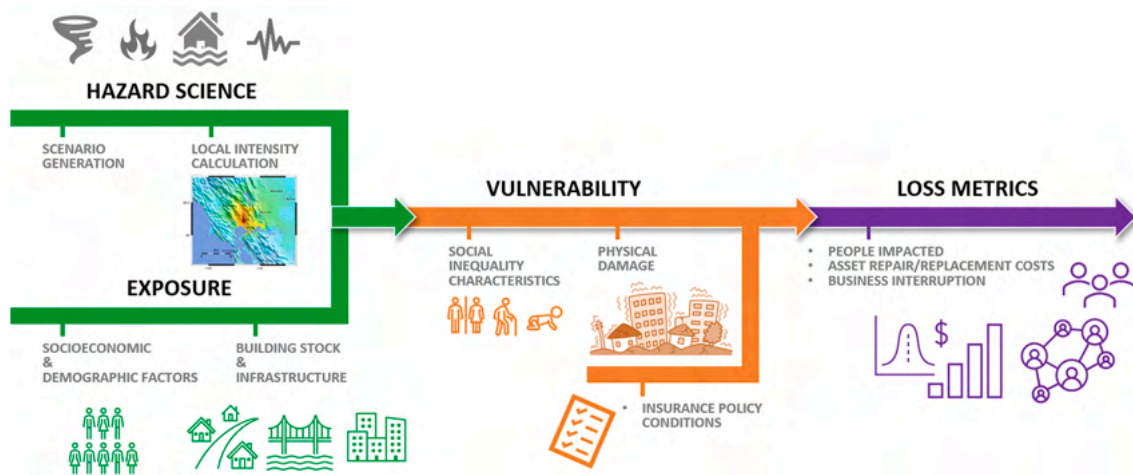 HAZARD SCIENCE
SCENARIO
GENERATION
LOCAL INTENSITY
CALCULATION
EXPOSURE
SOCIOECONOMIC
&
DEMOGRAPHIC FACTORS
BUILDING STOCK
&
INFRASTRUCTURE
VULNERABILITY
SOCIAL
INEQUALITY
CHARACTERISTICS
PHYSICAL
DAMAGE
• INSURANCE POLICY
CONDITIONS
LOSS METRICS
• PEOPLE IMPACTED
• ASSET REPAIR/REPLACEMENT COSTS
• BUSINESS INTERRUPTION
$